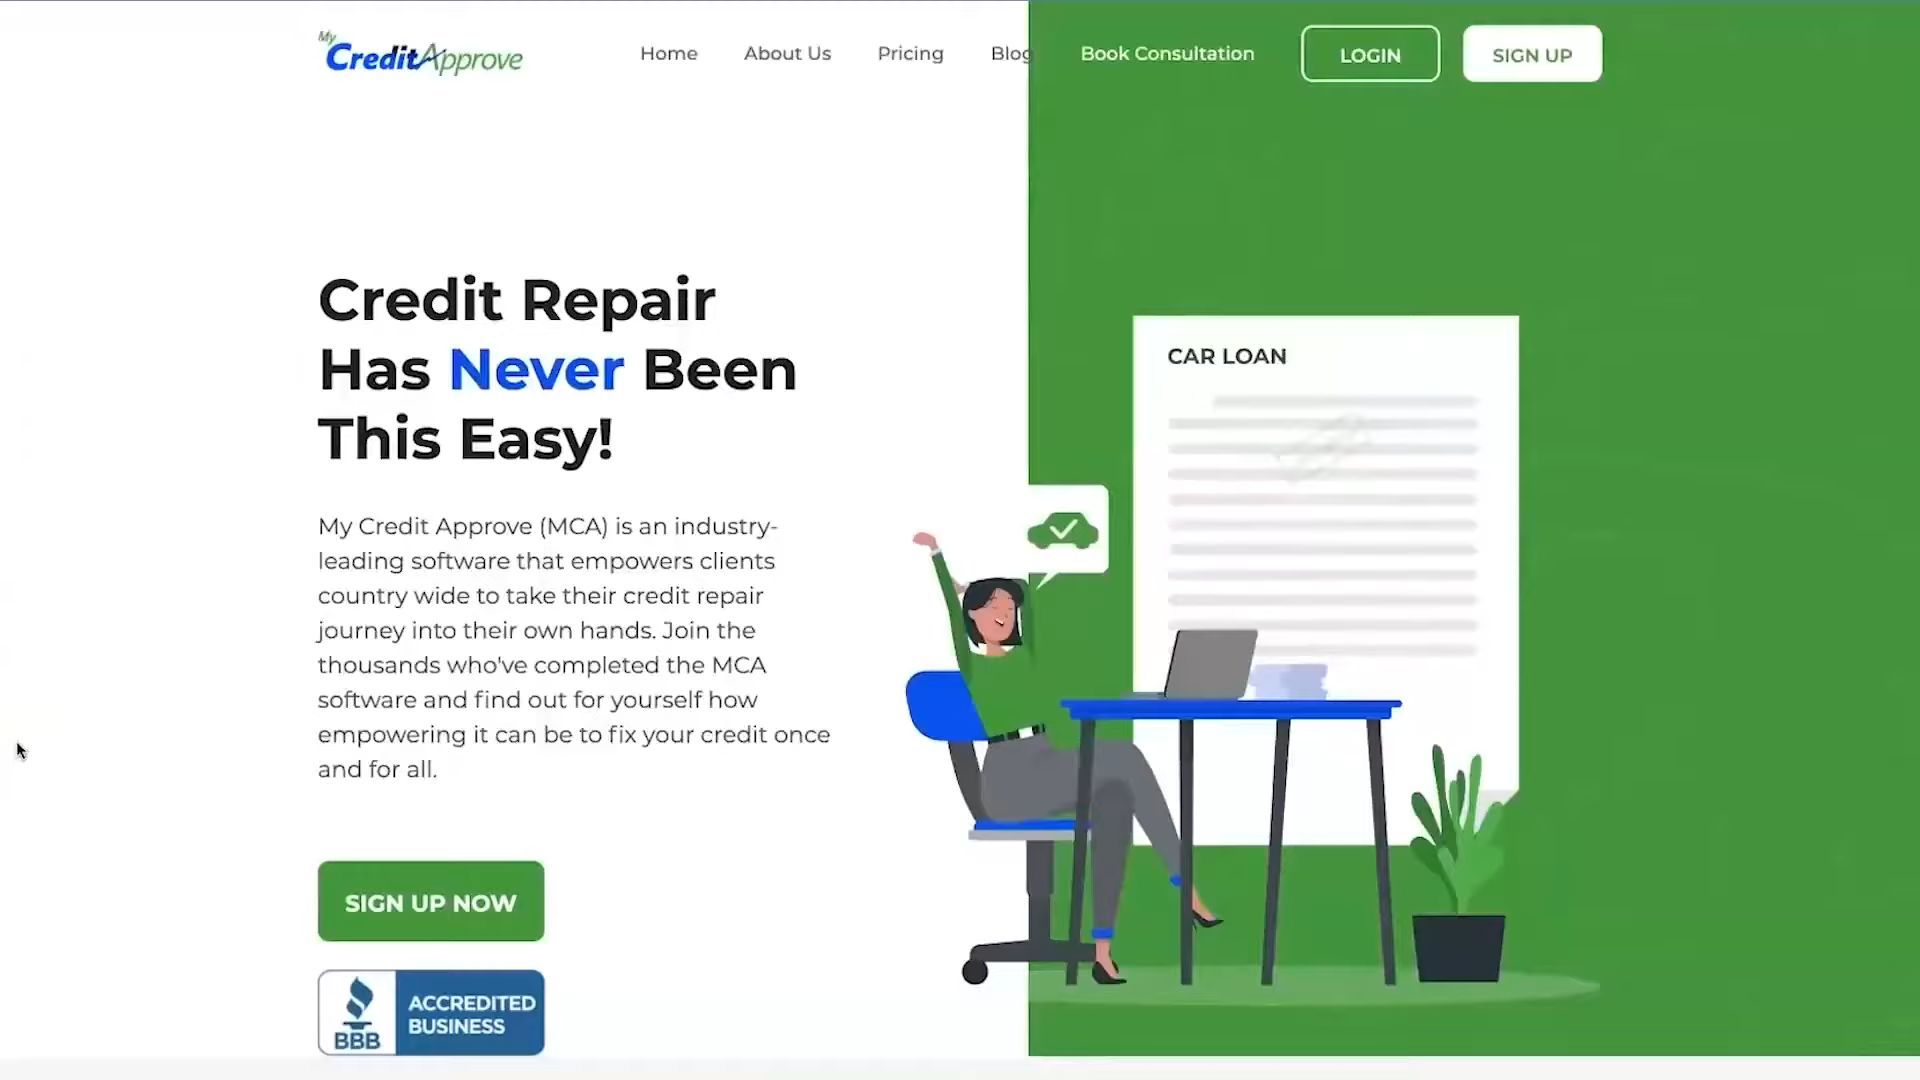 My
CreditApprove
Home About Us Pricing Blog Book Consultation LOGIN SIGN UP
Credit Repair
Has Never Been
This Easy!
CAR LOAN
My Credit Approve (MCA) is an industry-
leading software that empowers clients
country wide to take their credit repair
journey into their own hands. Join the
thousands who've completed the MCA
software and find out for yourself how
empowering it can be to fix your credit once
and for all.
SIGN UP NOW
BBB
ACCREDITED
BUSINESS